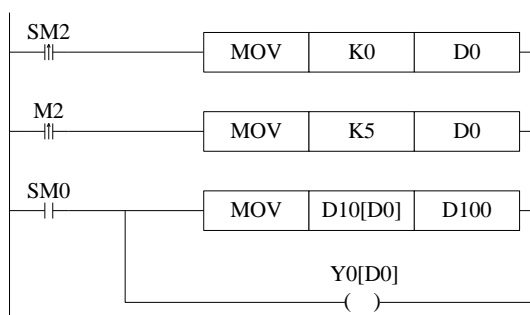 SM2
MOV K0 D0
M2
MOV K5 D0
SM0
MOV D10[D0] D100
Y0[D0]
( )